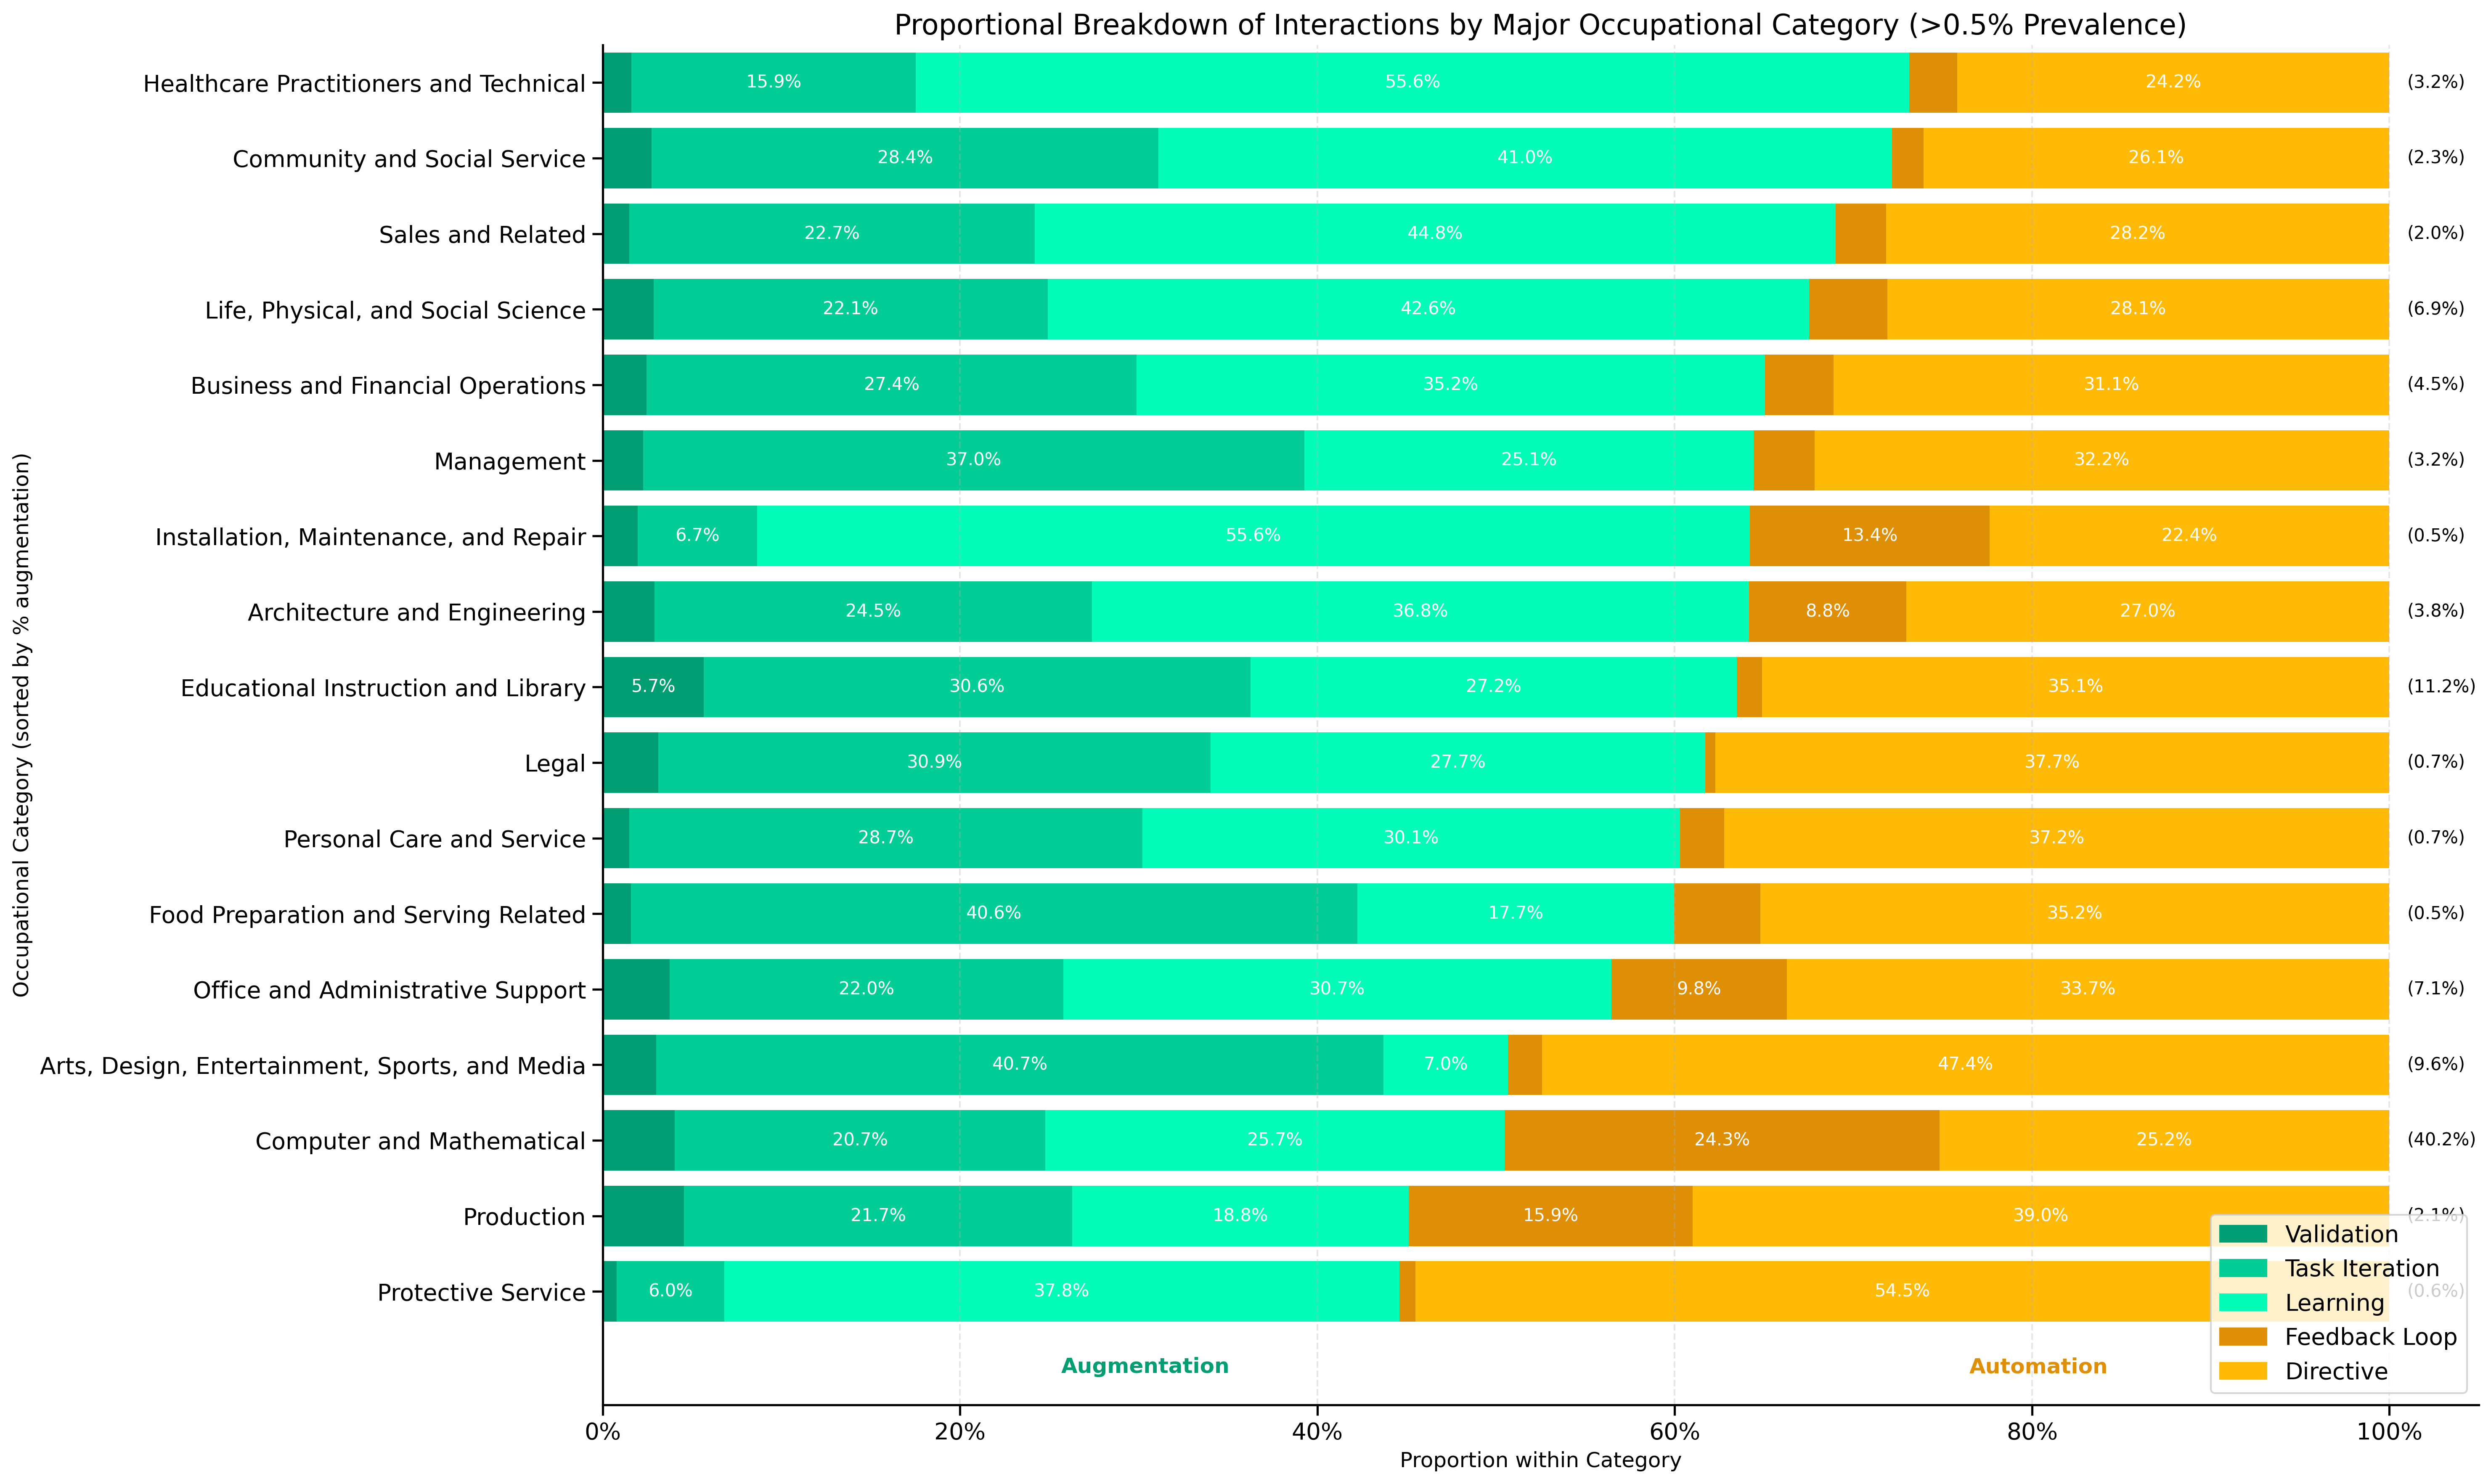 Proportional Breakdown of Interactions by Major Occupational Category (>0.5% Prevalence)
Occupational Category (sorted by % augmentation)
Healthcare Practitioners and Technical 15.9% 55.6% 24.2% (3.2%)
Community and Social Service 28.4% 41.0% 26.1% (2.3%)
Sales and Related 22.7% 44.8% 28.2% (2.0%)
Life, Physical, and Social Science 22.1% 42.6% 28.1% (6.9%)
Business and Financial Operations 27.4% 35.2% 31.1% (4.5%)
Management 37.0% 25.1% 32.2% (3.2%)
Installation, Maintenance, and Repair 6.7% 55.6% 13.4% 22.4% (0.5%)
Architecture and Engineering 24.5% 36.8% 8.8% 27.0% (3.8%)
Educational Instruction and Library 5.7% 30.6% 27.2% 35.1% (11.2%)
Legal 30.9% 27.7% 37.7% (0.7%)
Personal Care and Service 28.7% 30.1% 37.2% (0.7%)
Food Preparation and Serving Related 40.6% 17.7% 35.2% (0.5%)
Office and Administrative Support 22.0% 30.7% 9.8% 33.7% (7.1%)
Arts, Design, Entertainment, Sports, and Media 40.7% 7.0% 47.4% (9.6%)
Computer and Mathematical 20.7% 25.7% 24.3% 25.2% (40.2%)
Production 21.7% 18.8% 15.9% 39.0% (2.1%)
Protective Service 6.0% 37.8% 54.5% (0.6%)
Augmentation Automation
Validation
Task Iteration
Learning
Feedback Loop
Directive
0% 20% 40% 60% 80% 100%
Proportion within Category